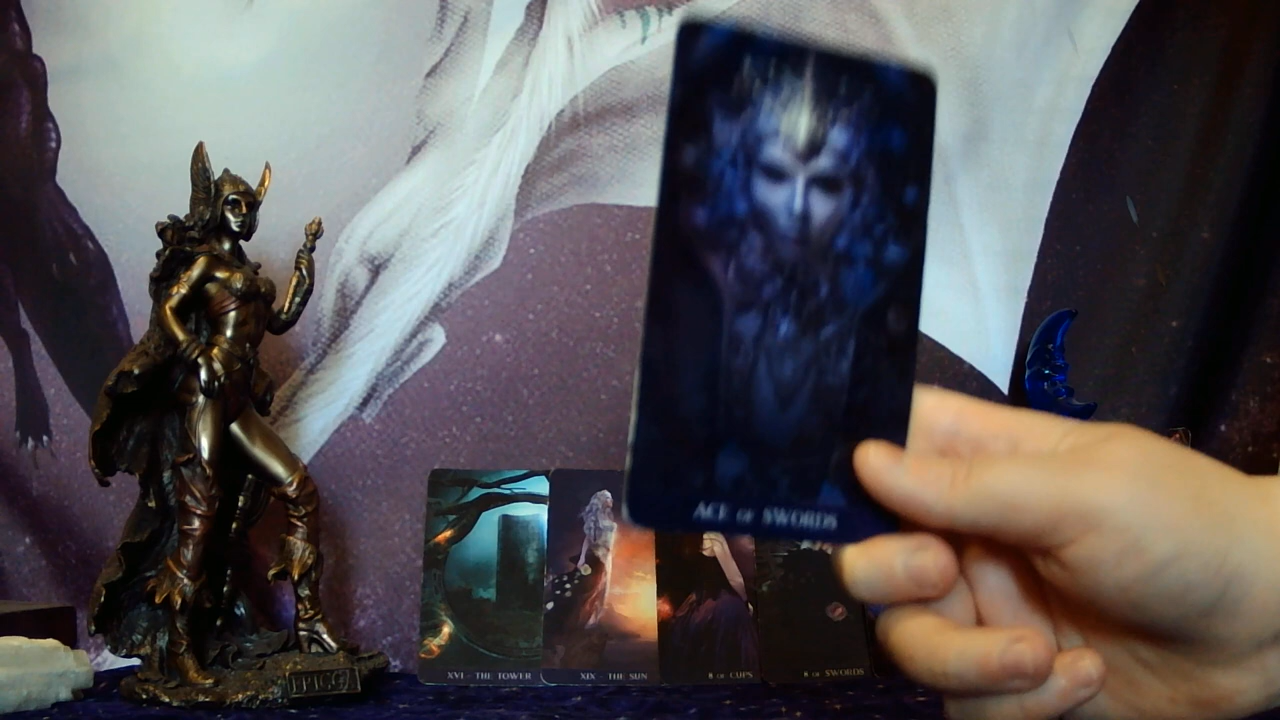 ACE OF SWORDS
XVI - THE TOWER
XIX - THE SUN
8 OF CUPS
8 OF SWORDS